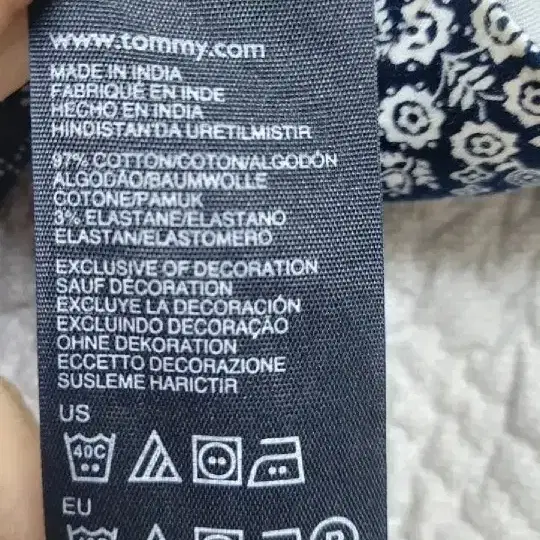 www.tommy.com
MADE IN INDIA
FABRIQUÉ EN INDE
HECHO EN INDIA
HINDISTAN'DA URETILMISTIR
97% COTTON/COTON/ALGODÓN
ALGODÃO/BAUMWOLLE
COTONE/PAMUK
3% ELASTANE/ELASTANO
ELASTAN/ELASTOMERO
EXCLUSIVE OF DECORATION
SAUF DÉCORATION
EXCLUYE LA DECORACIÓN
EXCLUINDO DECORAÇÃO
OHNE DEKORATION
ECCETTO DECORAZIONE
SUSLEME HARICTIR
US
40C
EU